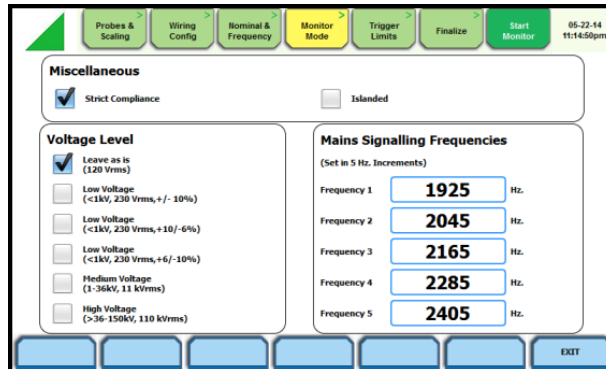 Probes &
Scaling
Wiring
Config
Nominal &
Frequency
Monitor
Mode
Trigger
Limits
Finalize
Start
Monitor
05-22-14
11:14:50pm
>
>
>
>
>
>
Miscellaneous
Strict Compliance
Islanded
Voltage Level
Leave as is
(120 Vrms)
Low Voltage
(<1kV, 230 Vrms,+/- 10%)
Low Voltage
(<1kV, 230 Vrms,+10/-6%)
Low Voltage
(<1kV, 230 Vrms,+6/-10%)
Medium Voltage
(1-36kV, 11 kVrms)
High Voltage
(>36-150kV, 110 kVrms)
Mains Signalling Frequencies
(Set in 5 Hz. Increments)
Frequency 1 1925 Hz.
Frequency 2 2045 Hz.
Frequency 3 2165 Hz.
Frequency 4 2285 Hz.
Frequency 5 2405 Hz.
EXIT